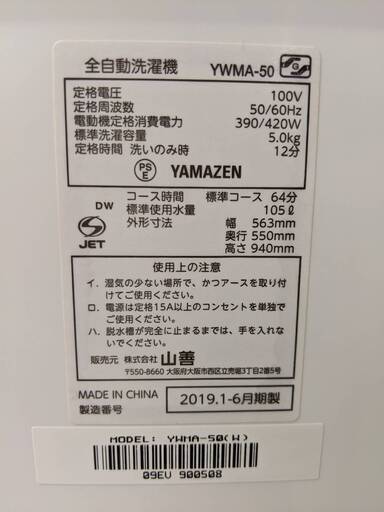 全自動洗濯機 YWMA-50
定格電圧 100V
定格周波数 50/60Hz
電動機定格消費電力 390/420W
標準洗濯容量 5.0kg
定格時間 洗いのみ時 12分
PS E YAMAZEN
コース時間 標準コース 64分
DW 標準使用水量 105ℓ
外形寸法 幅 563mm
S JET 奥行 550mm
高さ 940mm
使用上の注意
イ. 湿気の少ない場所で、かつアースを取り付
けてご使用ください。
ロ. 電源は定格15A以上のコンセントを単独で
ご使用ください。
ハ. 脱水槽が完全に止まるまでは、手を入れな
いでください。
販売元 株式会社 山善
〒550-8660 大阪府大阪市西区立売堀3丁目2番5号
MADE IN CHINA
製造番号 2019.1-6月期製
MODEL: YWMA-50(W)
09EU 900508